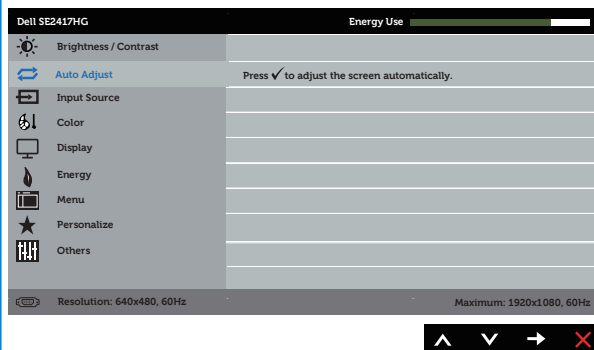 Dell SE2417HG Energy Use
Brightness / Contrast
Auto Adjust Press ✓ to adjust the screen automatically.
Input Source
Color
Display
Energy
Menu
Personalize
Others
Resolution: 640x480, 60Hz Maximum: 1920x1080, 60Hz